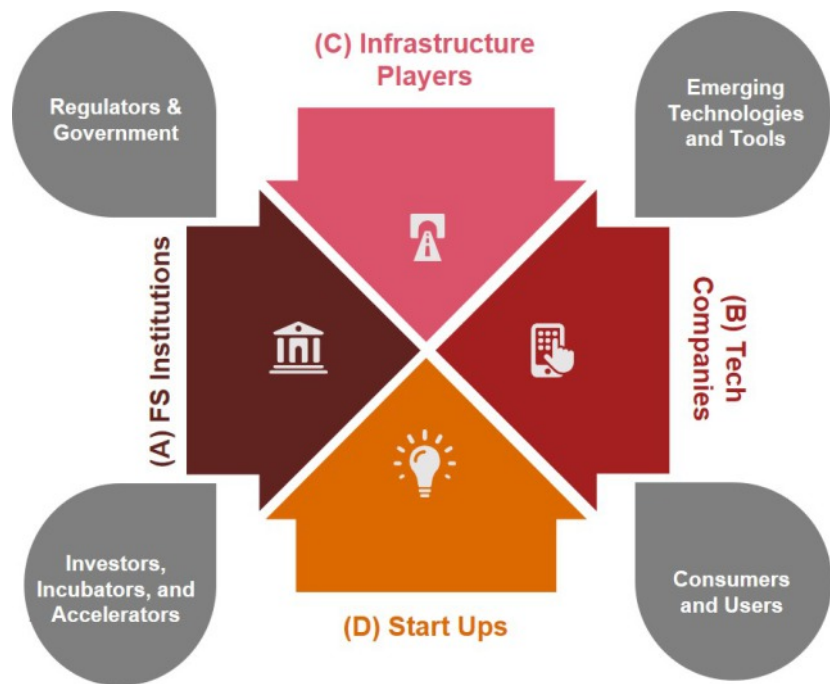 (C) Infrastructure
Players
Regulators &
Government
Emerging
Technologies
and Tools
(A) FS Institutions
(B) Tech
Companies
Investors,
Incubators, and
Accelerators
Consumers
and Users
(D) Start Ups